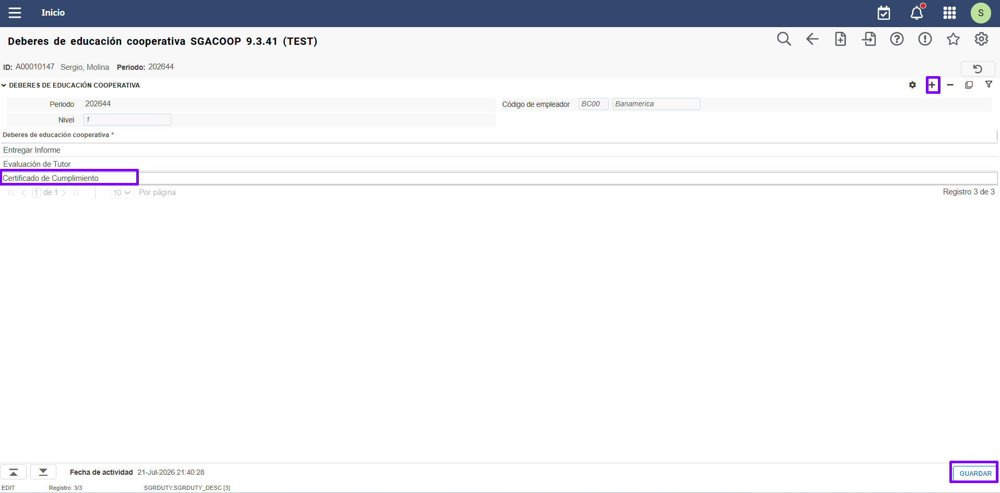 Inicio
S
Deberes de educación cooperativa SGACOOP 9.3.41 (TEST)
ID: A00010147 Sergio, Molina Periodo: 202644
DEBERES DE EDUCACIÓN COOPERATIVA
Periodo 202644 Código de empleador BC00 Banamerica
Nivel 1
Deberes de educación cooperativa *
Entregar Informe
Evaluación de Tutor
Certificado de Cumplimiento
1 de 1 10 Por página Registro 3 de 3
Fecha de actividad 21-Jul-2026 21:40:28 GUARDAR
EDIT Registro: 3/3 SGRDUTY.SGRDUTY_DESC [3]